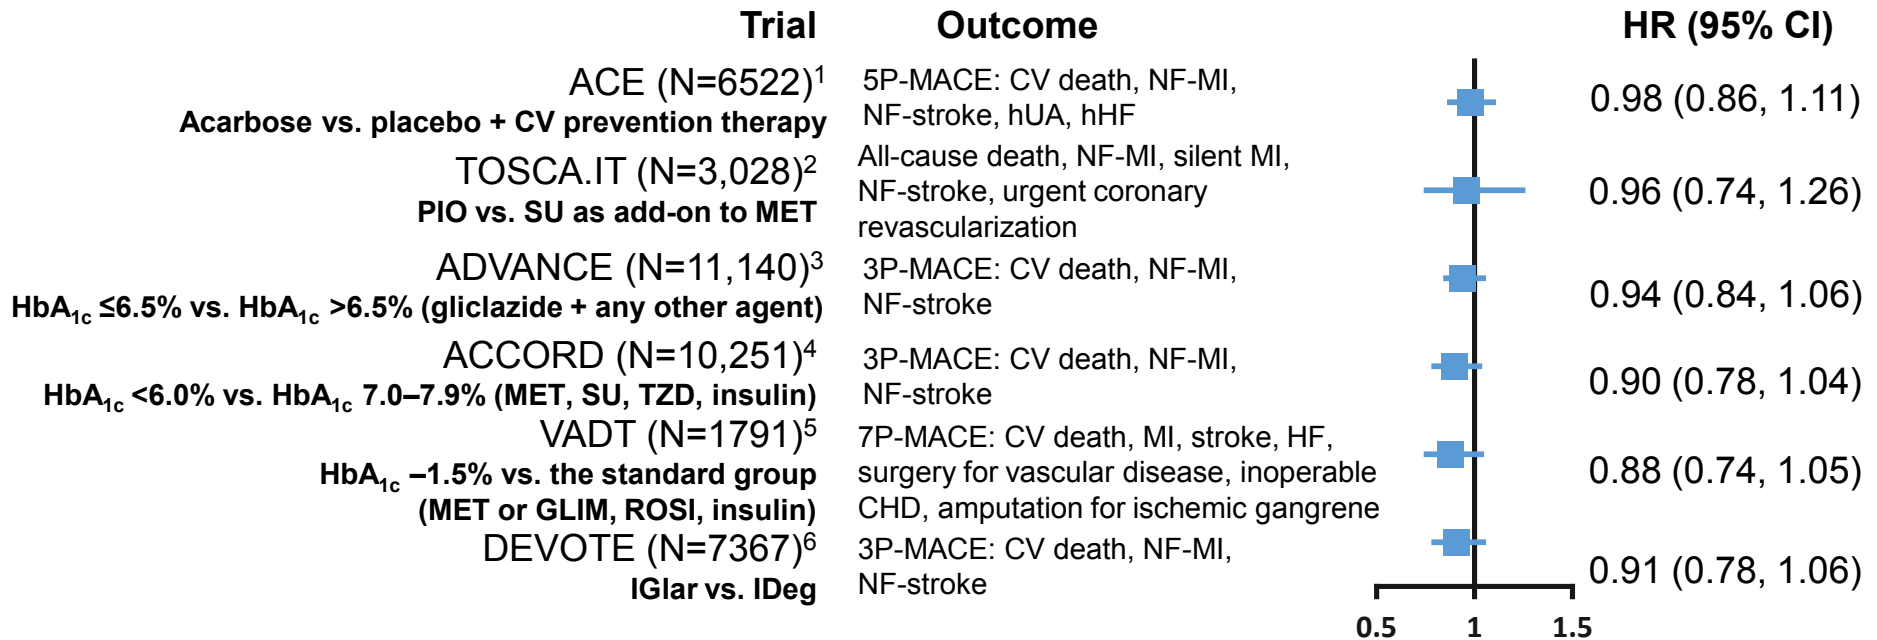 Trial Outcome HR (95% CI)
ACE (N=6522)1
Acarbose vs. placebo + CV prevention therapy
5P-MACE: CV death, NF-MI,
NF-stroke, hUA, hHF
0.98 (0.86, 1.11)
TOSCA.IT (N=3,028)2
PIO vs. SU as add-on to MET
All-cause death, NF-MI, silent MI,
NF-stroke, urgent coronary
revascularization
0.96 (0.74, 1.26)
ADVANCE (N=11,140)3
HbA1c ≤6.5% vs. HbA1c >6.5% (gliclazide + any other agent)
3P-MACE: CV death, NF-MI,
NF-stroke
0.94 (0.84, 1.06)
ACCORD (N=10,251)4
HbA1c <6.0% vs. HbA1c 7.0–7.9% (MET, SU, TZD, insulin)
3P-MACE: CV death, NF-MI,
NF-stroke
0.90 (0.78, 1.04)
VADT (N=1791)5
HbA1c –1.5% vs. the standard group
(MET or GLIM, ROSI, insulin)
7P-MACE: CV death, MI, stroke, HF,
surgery for vascular disease, inoperable
CHD, amputation for ischemic gangrene
0.88 (0.74, 1.05)
DEVOTE (N=7367)6
IGlar vs. IDeg
3P-MACE: CV death, NF-MI,
NF-stroke
0.91 (0.78, 1.06)
0.5 1 1.5